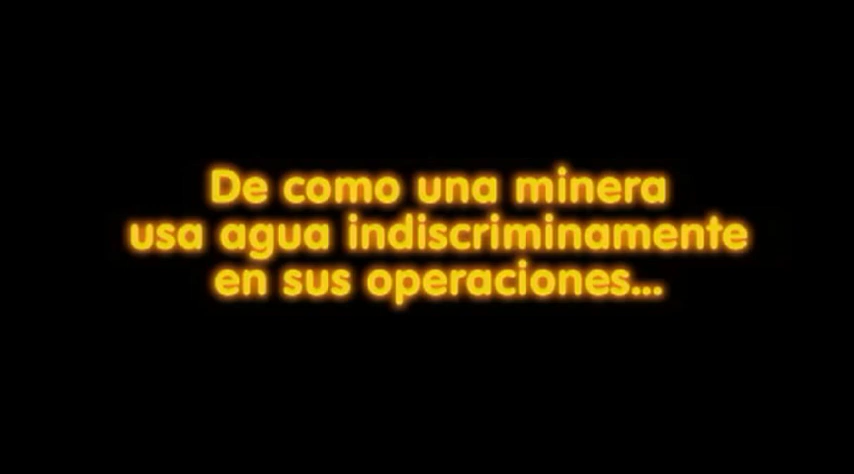 De como una minera
usa agua indiscriminamente
en sus operaciones...